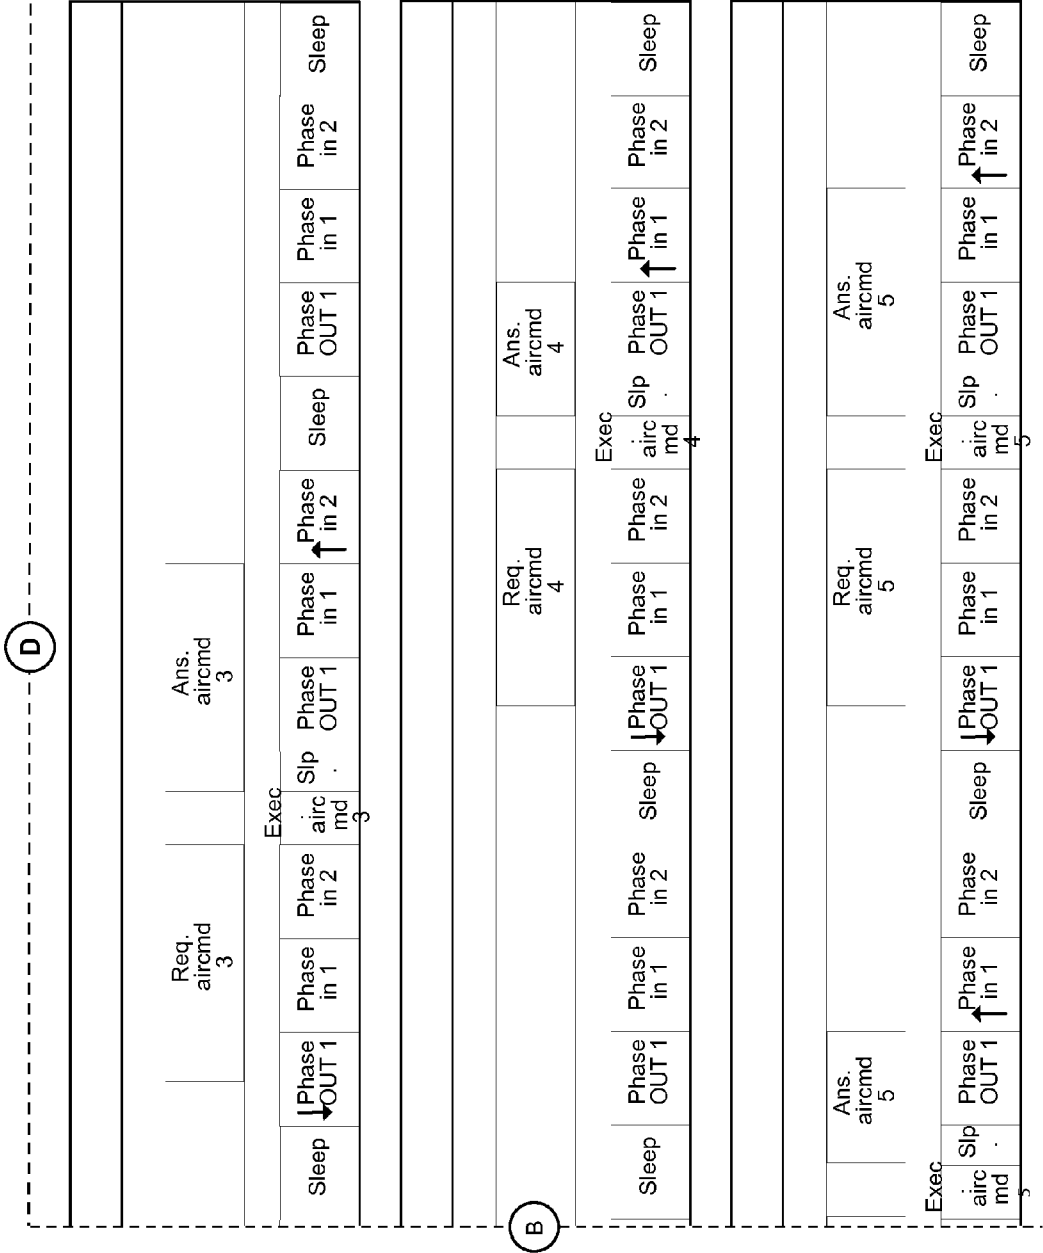 D
Req.
aircmd
3
Ans.
aircmd
3
Sleep
Phase
OUT 1
Phase
in 1
Phase
in 2
Exec
airc
md
3
Slp
.
Phase
OUT 1
Phase
in 1
Phase
in 2
Sleep
Phase
OUT 1
Phase
in 1
Phase
in 2
Sleep
B
Req.
aircmd
4
Ans.
aircmd
4
Sleep
Phase
OUT 1
Phase
in 1
Phase
in 2
Sleep
Phase
OUT 1
Phase
in 1
Phase
in 2
Exec
airc
md
4
Slp
.
Phase
OUT 1
Phase
in 1
Phase
in 2
Sleep
Ans.
aircmd
5
Req.
aircmd
5
Ans.
aircmd
5
Exec
airc
md
5
Slp
.
Phase
OUT 1
Phase
in 1
Phase
in 2
Sleep
Phase
OUT 1
Phase
in 1
Phase
in 2
Exec
airc
md
5
Slp
.
Phase
OUT 1
Phase
in 1
Phase
in 2
Sleep